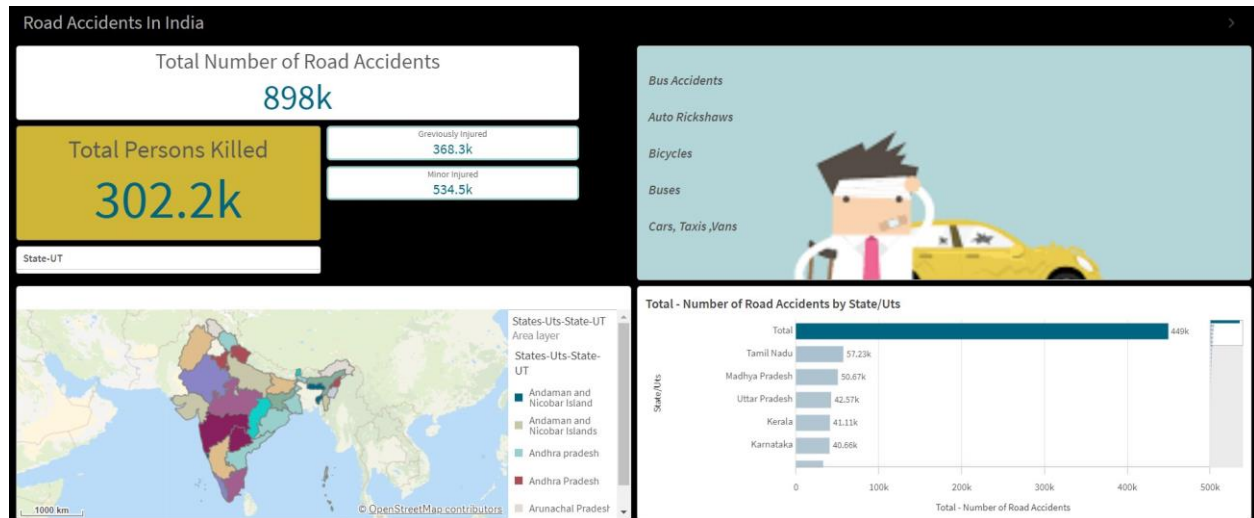 Road Accidents In India
Total Number of Road Accidents
898k
Total Persons Killed
302.2k
Greviously Injured
368.3k
Minor Injured
534.5k
State-UT
Bus Accidents
Auto Rickshaws
Bicycles
Buses
Cars, Taxis ,Vans
States-Uts-State-UT
Area layer
States-Uts-State-
UT
Andaman and
Nicobar Island
Andaman and
Nicobar Islands
Andhra pradesh
Andhra Pradesh
Arunachal Pradesh
1000 km
© OpenStreetMap contributors
Total - Number of Road Accidents by State/Uts
State/Uts
Total 449k
Tamil Nadu 57.23k
Madhya Pradesh 50.67k
Uttar Pradesh 42.57k
Kerala 41.11k
Karnataka 40.66k
0 100k 200k 300k 400k 500k
Total - Number of Road Accidents